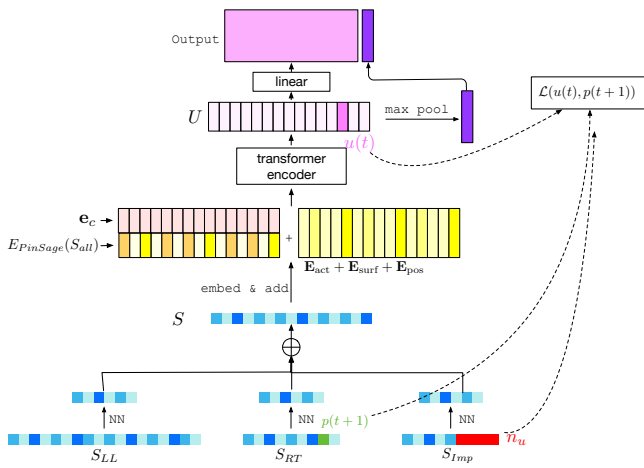 Output
linear
U
max pool
u(t)
L(u(t), p(t+1))
transformer
encoder
e_c
E_PinSage(S_all)
+
E_act + E_surf + E_pos
embed & add
S
NN
NN
p(t+1)
NN
n_u
S_LL
S_RT
S_Imp